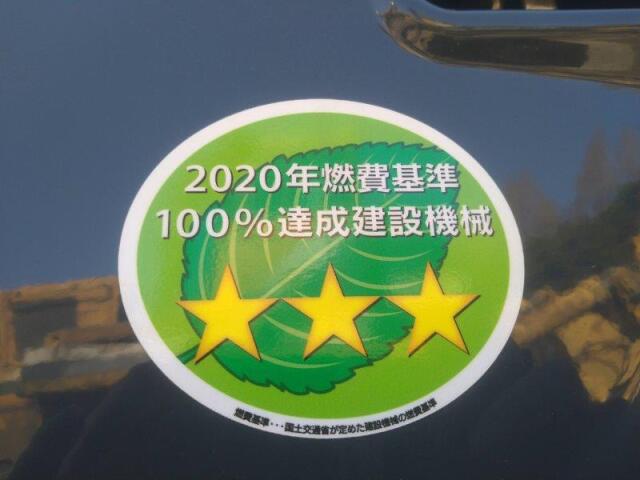 2020年燃費基準
100%達成建設機械
燃費基準・・・国土交通省が定めた建設機械の燃費基準